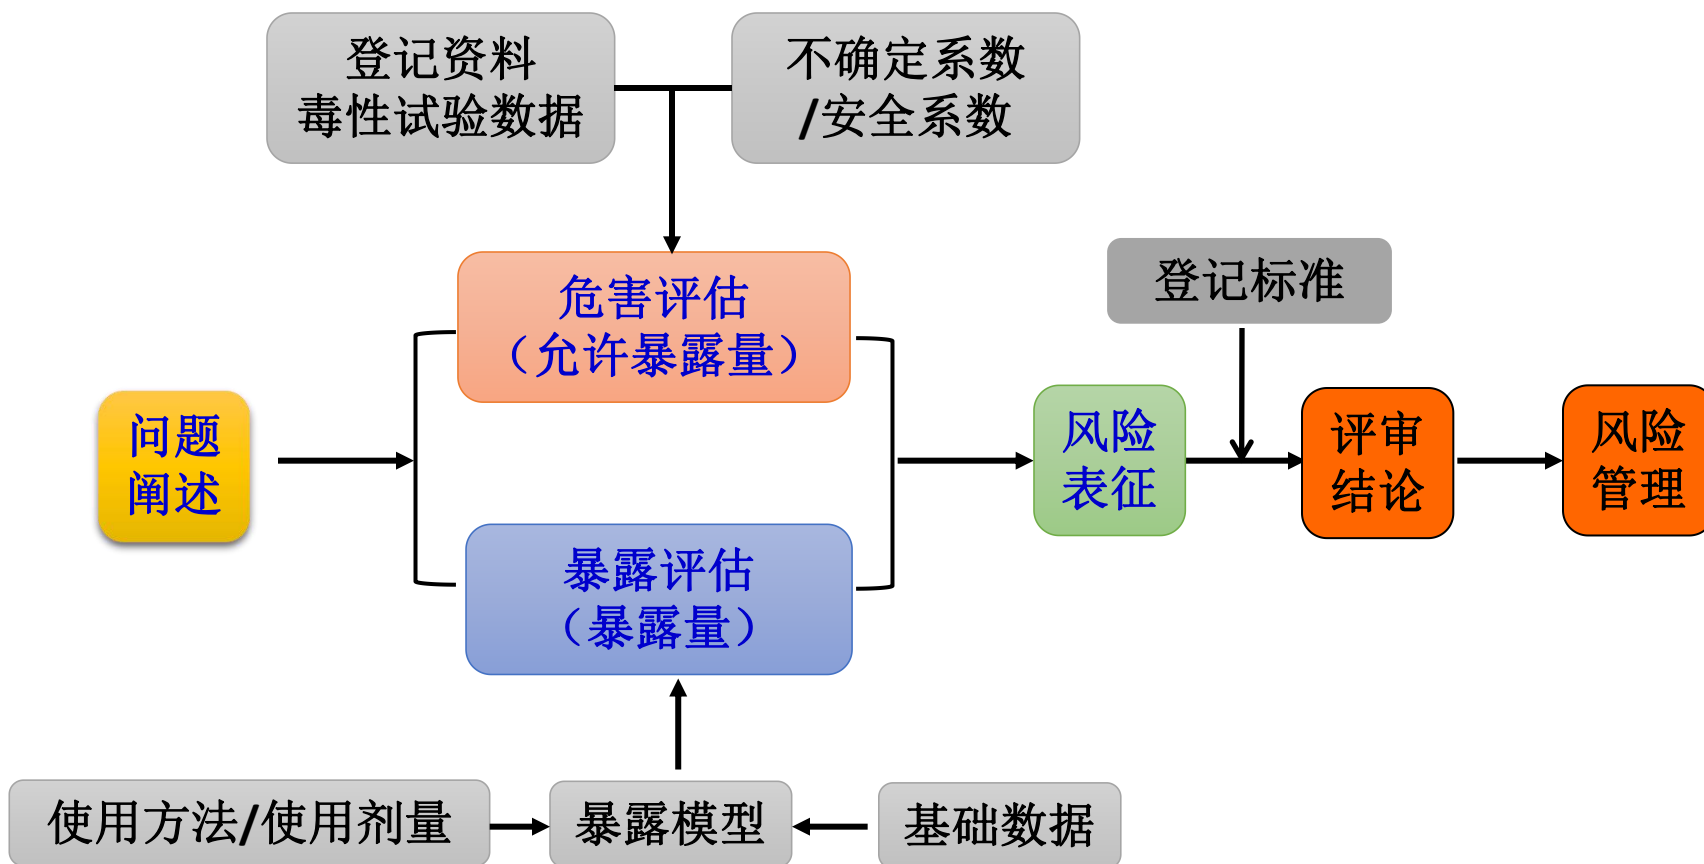 登记资料
毒性试验数据
不确定系数
/安全系数
危害评估
（允许暴露量）
登记标准
问题
阐述
风险
表征
评审
结论
风险
管理
暴露评估
（暴露量）
使用方法/使用剂量
暴露模型
基础数据